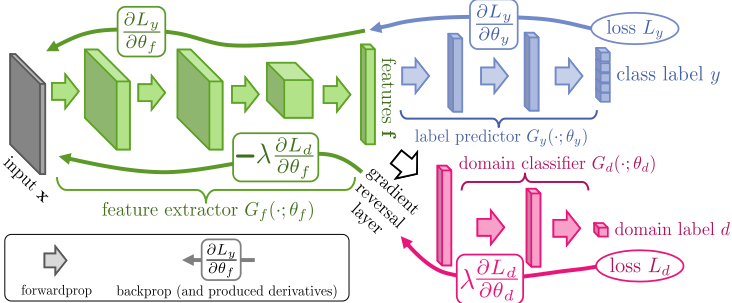 ∂L_y/∂θ_f
∂L_y/∂θ_y
loss L_y
features f
class label y
label predictor G_y(·; θ_y)
−λ ∂L_d/∂θ_f
input x
gradient
reversal
layer
domain classifier G_d(·; θ_d)
feature extractor G_f(·; θ_f)
domain label d
loss L_d
λ ∂L_d/∂θ_d
∂L_y/∂θ_f
forwardprop
backprop (and produced derivatives)